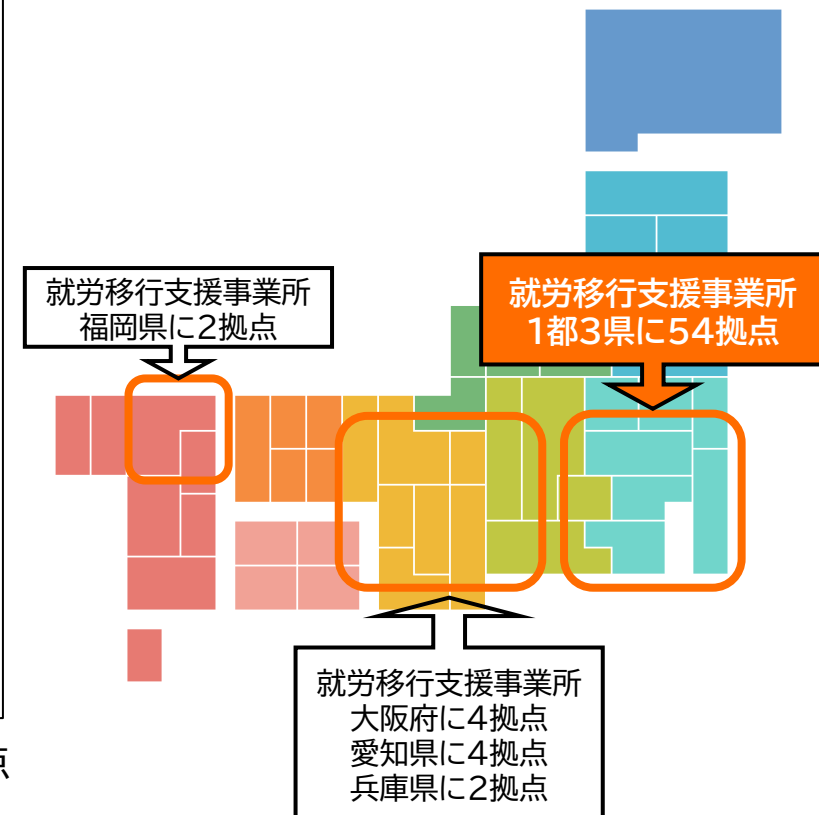 就労移行支援事業所
福岡県に2拠点
就労移行支援事業所
1都3県に54拠点
就労移行支援事業所
大阪府に4拠点
愛知県に4拠点
兵庫県に2拠点
点